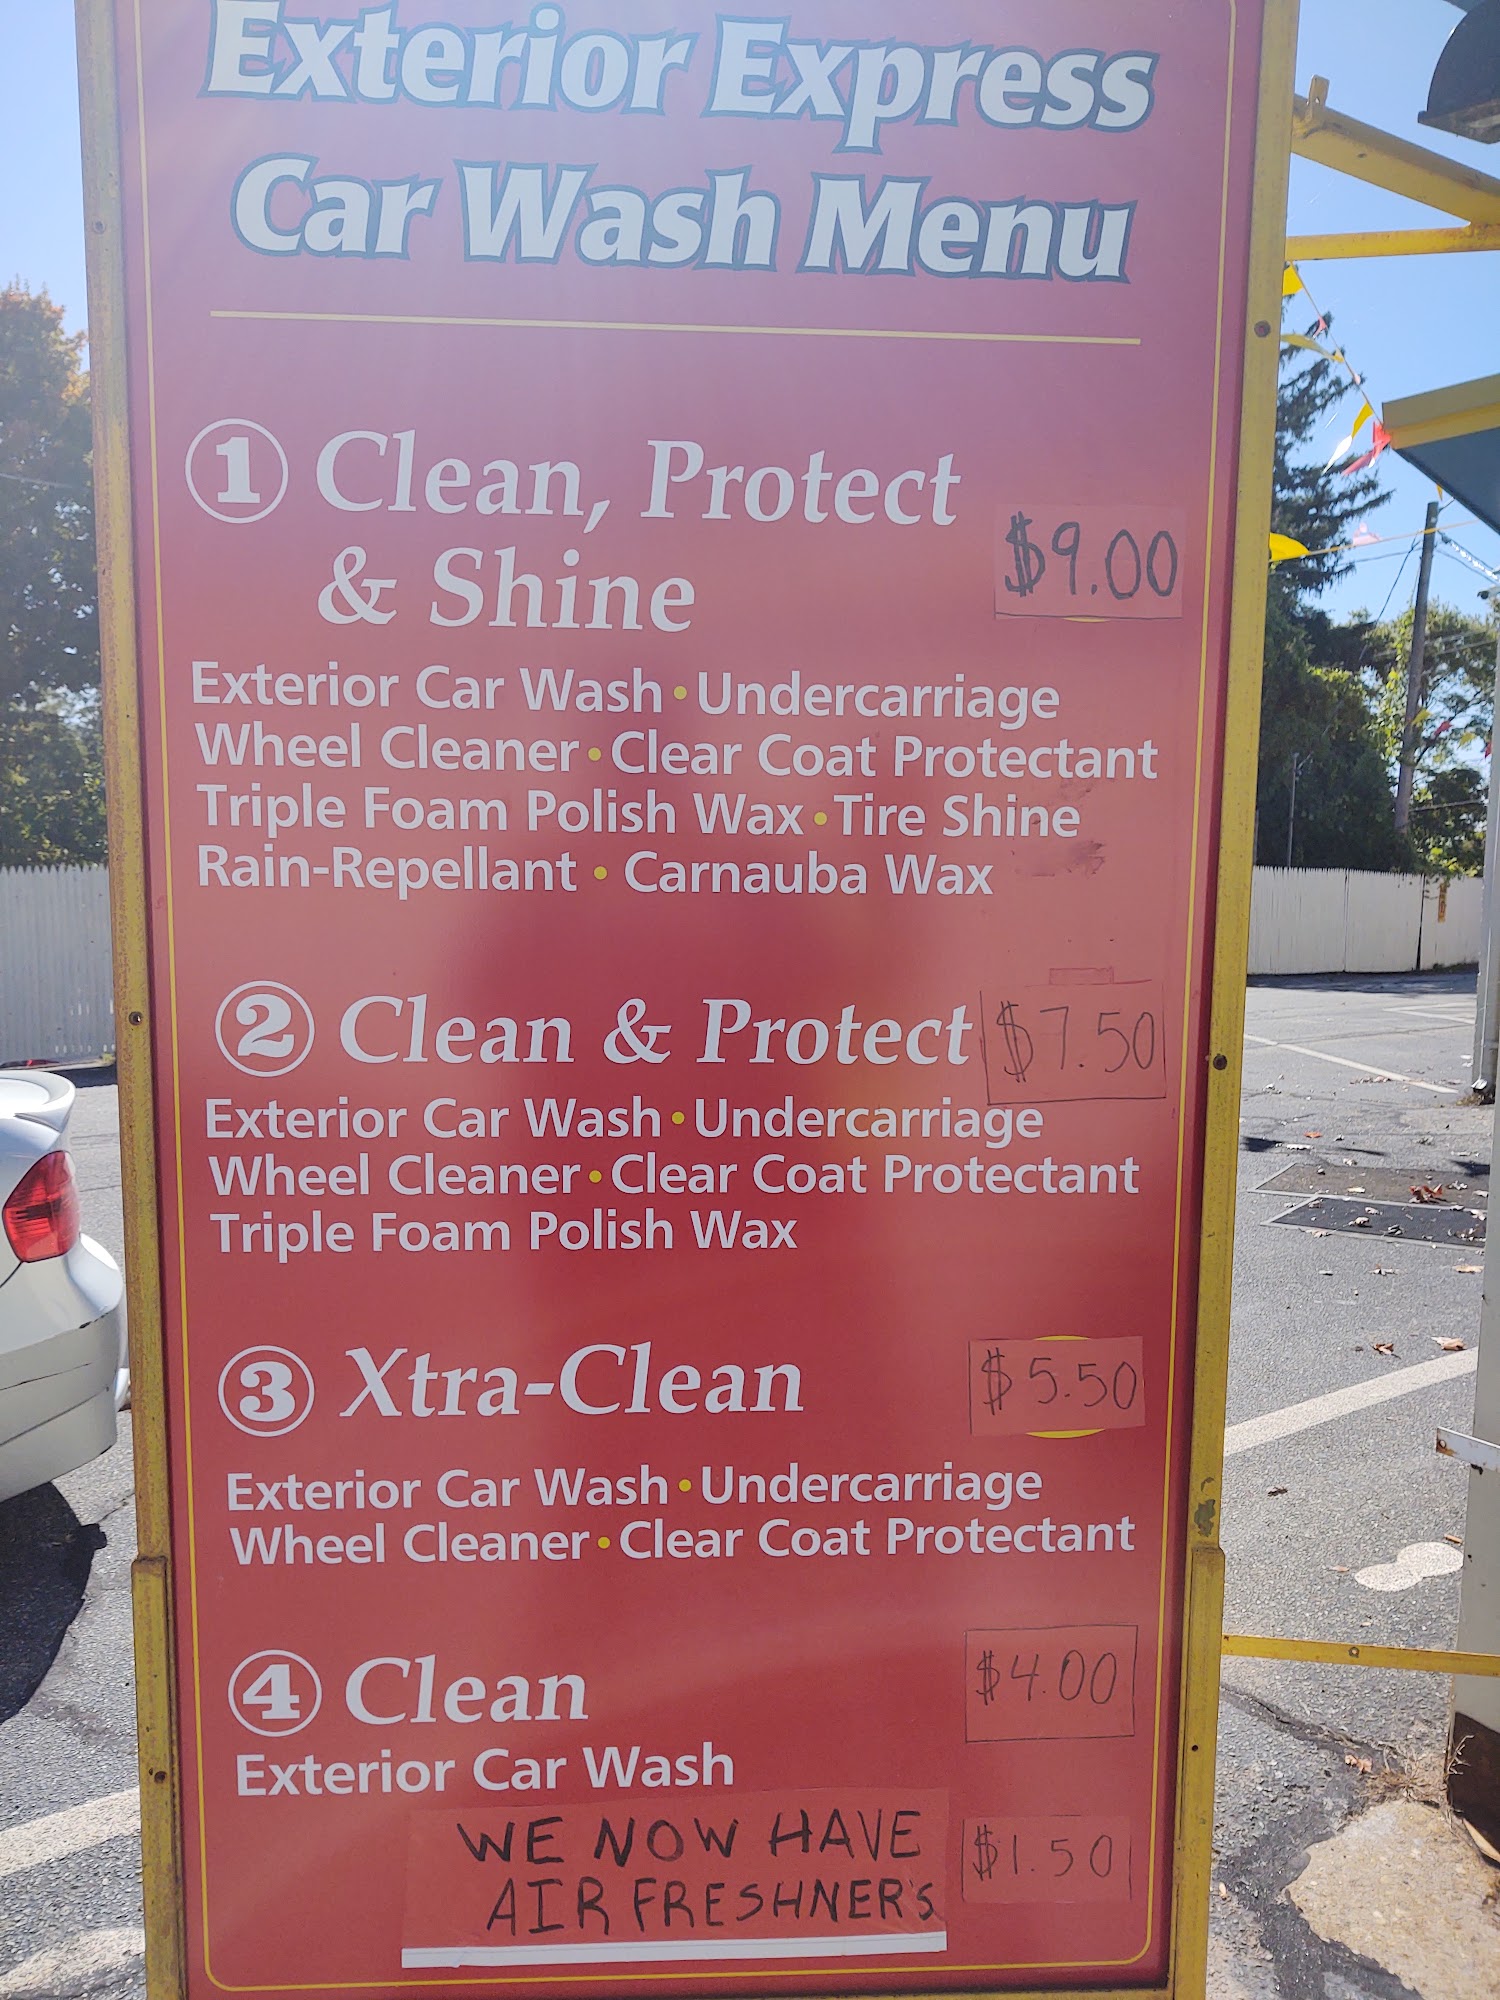 Exterior Express
Car Wash Menu
1 Clean, Protect
& Shine
$9.00
Exterior Car Wash • Undercarriage
Wheel Cleaner • Clear Coat Protectant
Triple Foam Polish Wax • Tire Shine
Rain-Repellant • Carnauba Wax
2 Clean & Protect $7.50
Exterior Car Wash • Undercarriage
Wheel Cleaner • Clear Coat Protectant
Triple Foam Polish Wax
3 Xtra-Clean $5.50
Exterior Car Wash • Undercarriage
Wheel Cleaner • Clear Coat Protectant
4 Clean $4.00
Exterior Car Wash
WE NOW HAVE
AIR FRESHNER'S
$1.50